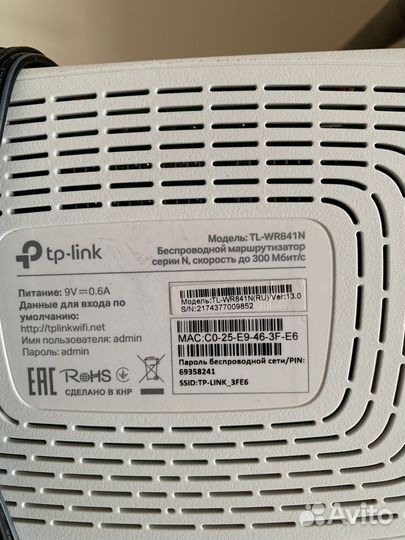 tp-link
Модель: TL-WR841N
Беспроводной маршрутизатор
серии N, скорость до 300 Мбит/с
Питание: 9V⎓0.6A
Данные для входа по
умолчанию:
http://tplinkwifi.net
Имя пользователя: admin
Пароль: admin
EAC RoHS
СДЕЛАНО В КНР
Модель:TL-WR841N(RU) Ver:13.0
S/N:2174377009852
MAC:C0-25-E9-46-3F-E6
Пароль беспроводной сети/PIN:
69358241
SSID:TP-LINK_3FE6
Avito